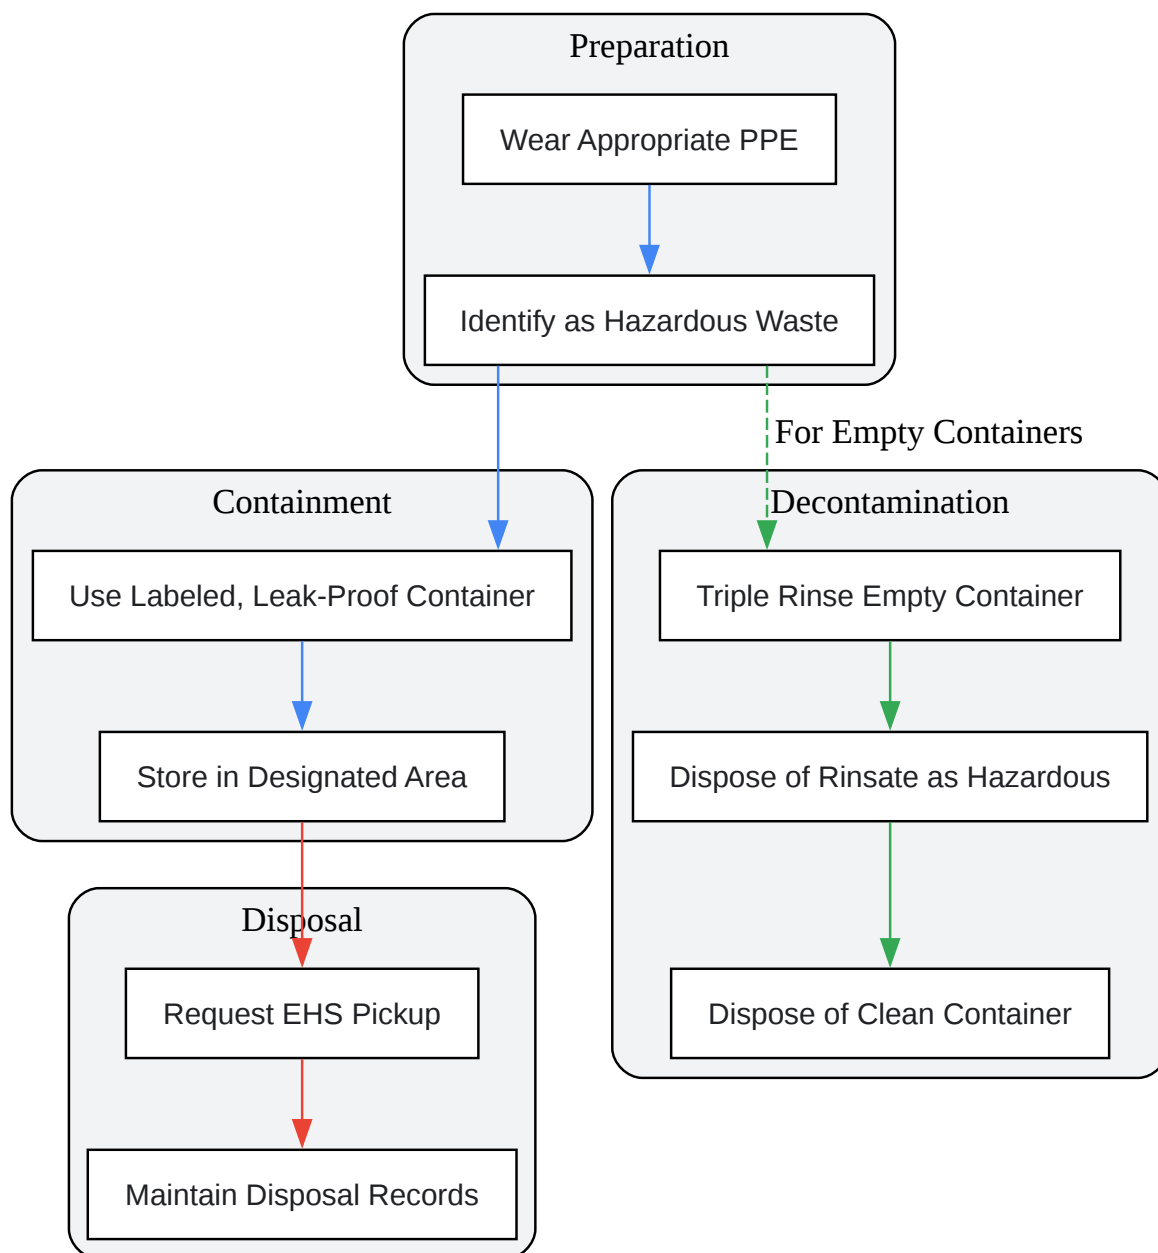 Preparation
Wear Appropriate PPE
Identify as Hazardous Waste
For Empty Containers
Containment
Use Labeled, Leak-Proof Container
Store in Designated Area
Decontamination
Triple Rinse Empty Container
Dispose of Rinsate as Hazardous
Dispose of Clean Container
Disposal
Request EHS Pickup
Maintain Disposal Records